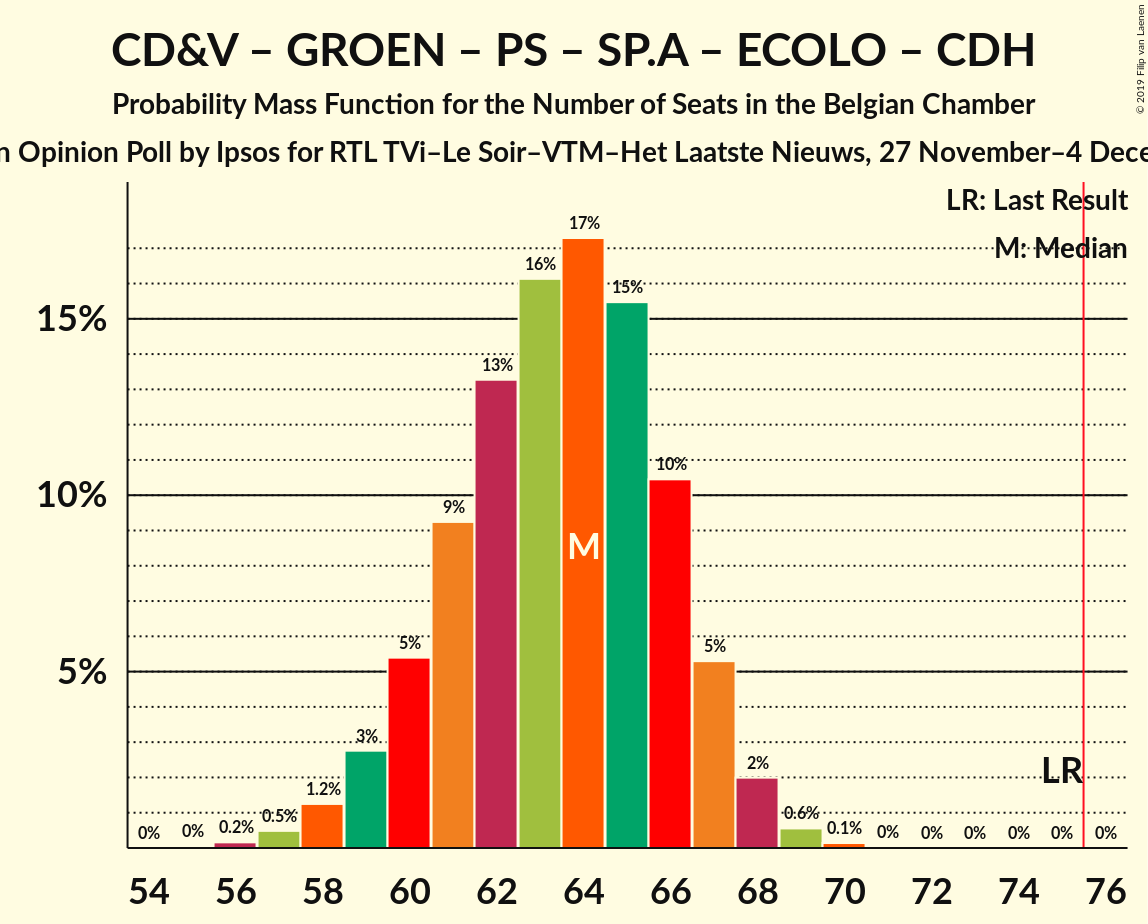 CD&V – GROEN – PS – SP.A – ECOLO – CDH
Probability Mass Function for the Number of Seats in the Belgian Chamber
n Opinion Poll by Ipsos for RTL TVi–Le Soir–VTM–Het Laatste Nieuws, 27 November–4 Dece
© 2019 Filip van Laenen
LR: Last Result
M: Median
15%
10%
5%
0% 0% 0.2% 0.5% 1.2% 3% 5% 9% 13% 16% 17% 15% 10% 5% 2% 0.6% 0.1% 0% 0% 0% 0% 0% 0%
M
LR
54 56 58 60 62 64 66 68 70 72 74 76